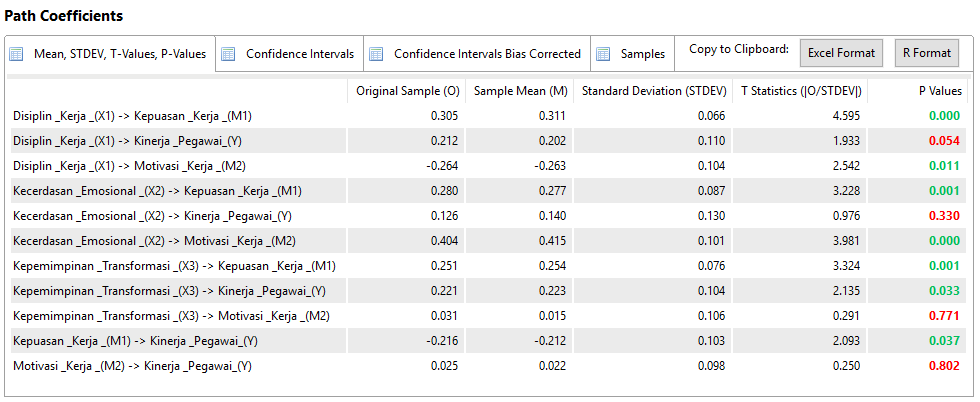 Path Coefficients
Mean, STDEV, T-Values, P-Values Confidence Intervals Confidence Intervals Bias Corrected Samples Copy to Clipboard: Excel Format R Format
Original Sample (O) Sample Mean (M) Standard Deviation (STDEV) T Statistics (|O/STDEV|) P Values
Disiplin _Kerja _(X1) -> Kepuasan _Kerja _(M1) 0.305 0.311 0.066 4.595 0.000
Disiplin _Kerja _(X1) -> Kinerja _Pegawai_(Y) 0.212 0.202 0.110 1.933 0.054
Disiplin _Kerja _(X1) -> Motivasi _Kerja _(M2) -0.264 -0.263 0.104 2.542 0.011
Kecerdasan _Emosional _(X2) -> Kepuasan _Kerja _(M1) 0.280 0.277 0.087 3.228 0.001
Kecerdasan _Emosional _(X2) -> Kinerja _Pegawai_(Y) 0.126 0.140 0.130 0.976 0.330
Kecerdasan _Emosional _(X2) -> Motivasi _Kerja _(M2) 0.404 0.415 0.101 3.981 0.000
Kepemimpinan _Transformasi _(X3) -> Kepuasan _Kerja _(M1) 0.251 0.254 0.076 3.324 0.001
Kepemimpinan _Transformasi _(X3) -> Kinerja _Pegawai_(Y) 0.221 0.223 0.104 2.135 0.033
Kepemimpinan _Transformasi _(X3) -> Motivasi _Kerja _(M2) 0.031 0.015 0.106 0.291 0.771
Kepuasan _Kerja _(M1) -> Kinerja _Pegawai_(Y) -0.216 -0.212 0.103 2.093 0.037
Motivasi _Kerja _(M2) -> Kinerja _Pegawai_(Y) 0.025 0.022 0.098 0.250 0.802